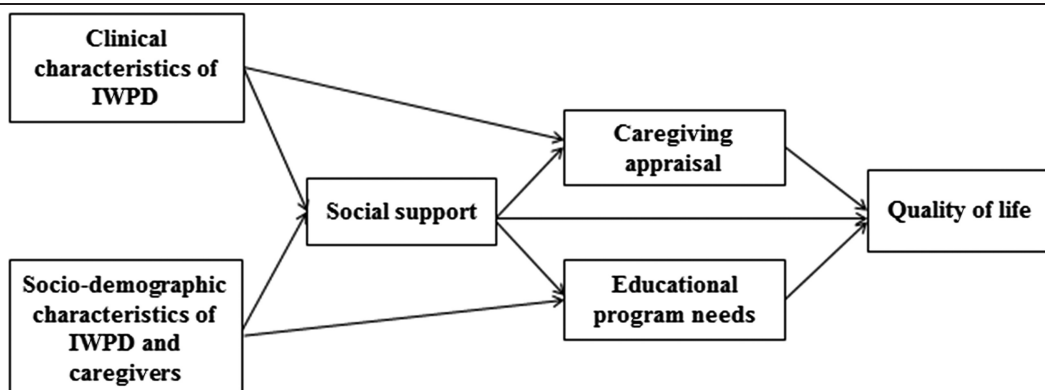 Clinical
characteristics of
IWPD
Caregiving
appraisal
Social support
Quality of life
Socio-demographic
characteristics of
IWPD and
caregivers
Educational
program needs